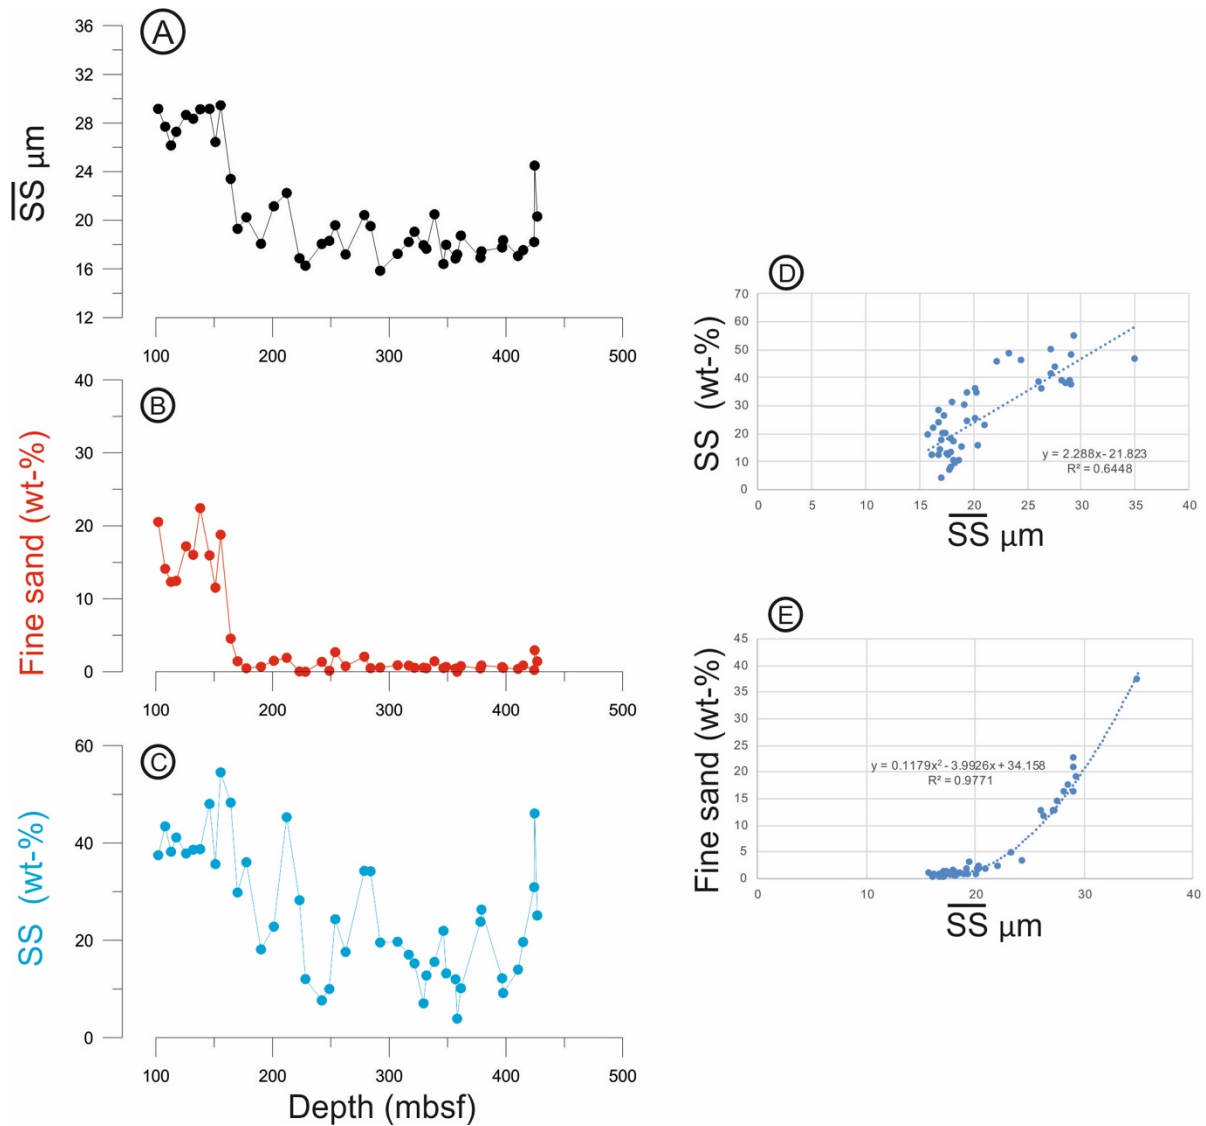 A
36
32
28
24
20
16
12
SS µm
100 200 300 400 500
B
40
30
20
10
0
Fine sand (wt-%)
100 200 300 400 500
C
60
40
20
0
SS (wt-%)
100 200 300 400 500
Depth (mbsf)
D
70
60
50
40
30
20
10
0
SS (wt-%)
y = 2.288x - 21.823
R² = 0.6448
0 5 10 15 20 25 30 35 40
SS µm
E
45
40
35
30
25
20
15
10
5
0
Fine sand (wt-%)
y = 0.1179x² - 3.9926x + 34.158
R² = 0.9771
0 10 20 30 40
SS µm